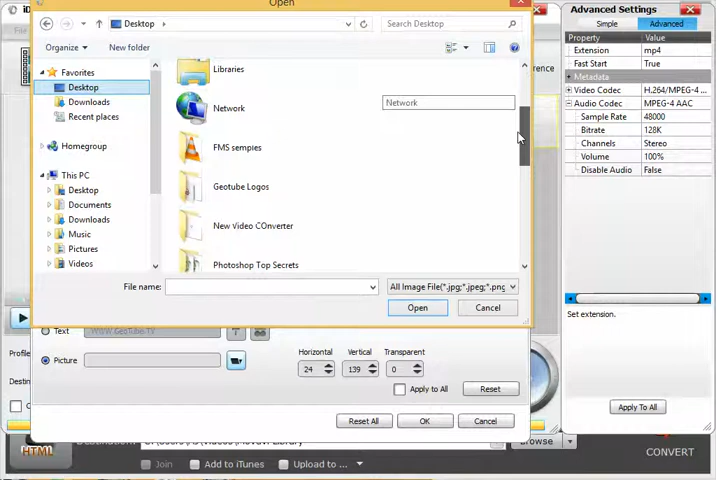 Open
Desktop
Search Desktop
Organize
New folder
Favorites
Desktop
Downloads
Recent places
Homegroup
This PC
Desktop
Documents
Downloads
Music
Pictures
Videos
Libraries
Network
Network
FMS sempies
Geotube Logos
New Video COnverter
Photoshop Top Secrets
File name:
All Image File(*.jpg;*.jpeg;*.png
Open
Cancel
Text
WWW.GeoTube.TV
T
Picture
Horizontal
Vertical
Transparent
24
139
0
Apply to All
Reset
Reset All
OK
Cancel
Advanced Settings
Simple
Advanced
Property
Value
Extension
mp4
Fast Start
True
Metadata
Video Codec
H.264/MPEG-4 ...
Audio Codec
MPEG-4 AAC
Sample Rate
48000
Bitrate
128K
Channels
Stereo
Volume
100%
Disable Audio
False
Set extension.
Apply To All
HTML
Join
Add to iTunes
Upload to ...
Browse
CONVERT